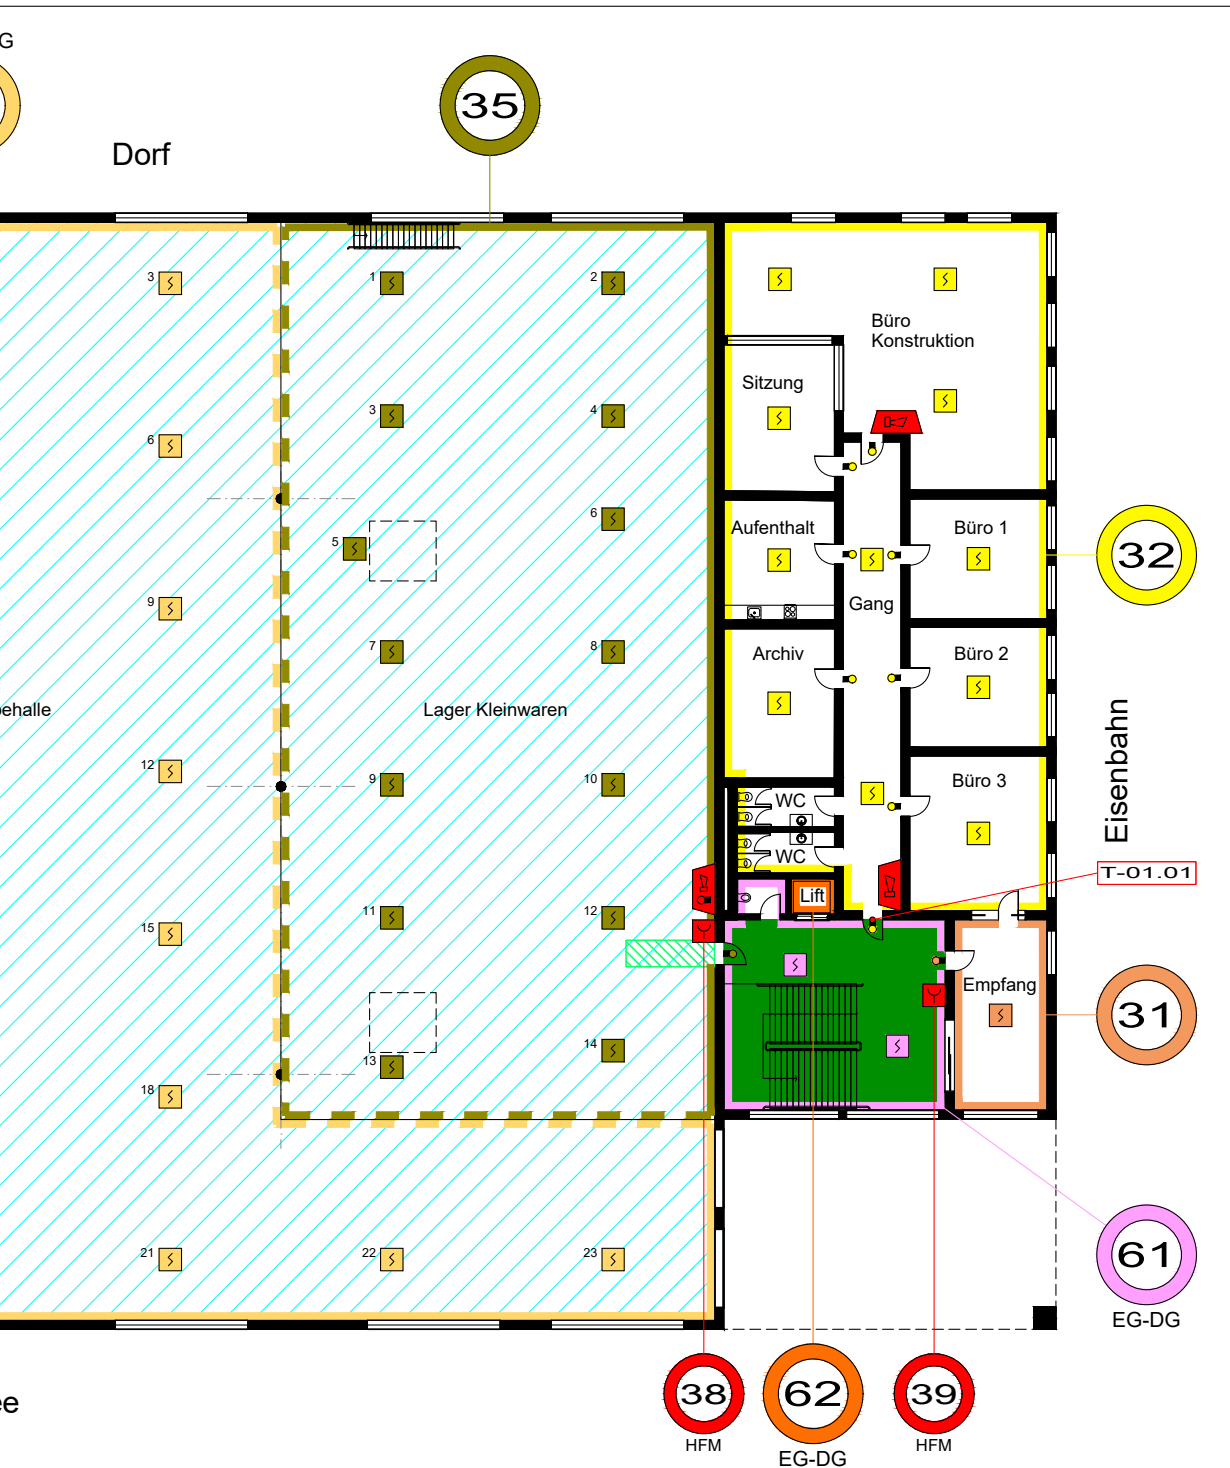 G
35
Dorf
3
1
2
Büro
Konstruktion
Sitzung
3
4
6
6
5
Aufenthalt
Büro 1
32
9
Gang
7
8
Archiv
Büro 2
ehalle
Lager Kleinwaren
Eisenbahn
12
9
10
WC
Büro 3
WC
T-01.01
Lift
15
11
12
Empfang
31
14
13
18
61
EG-DG
21
22
23
38
HFM
62
EG-DG
39
HFM
e